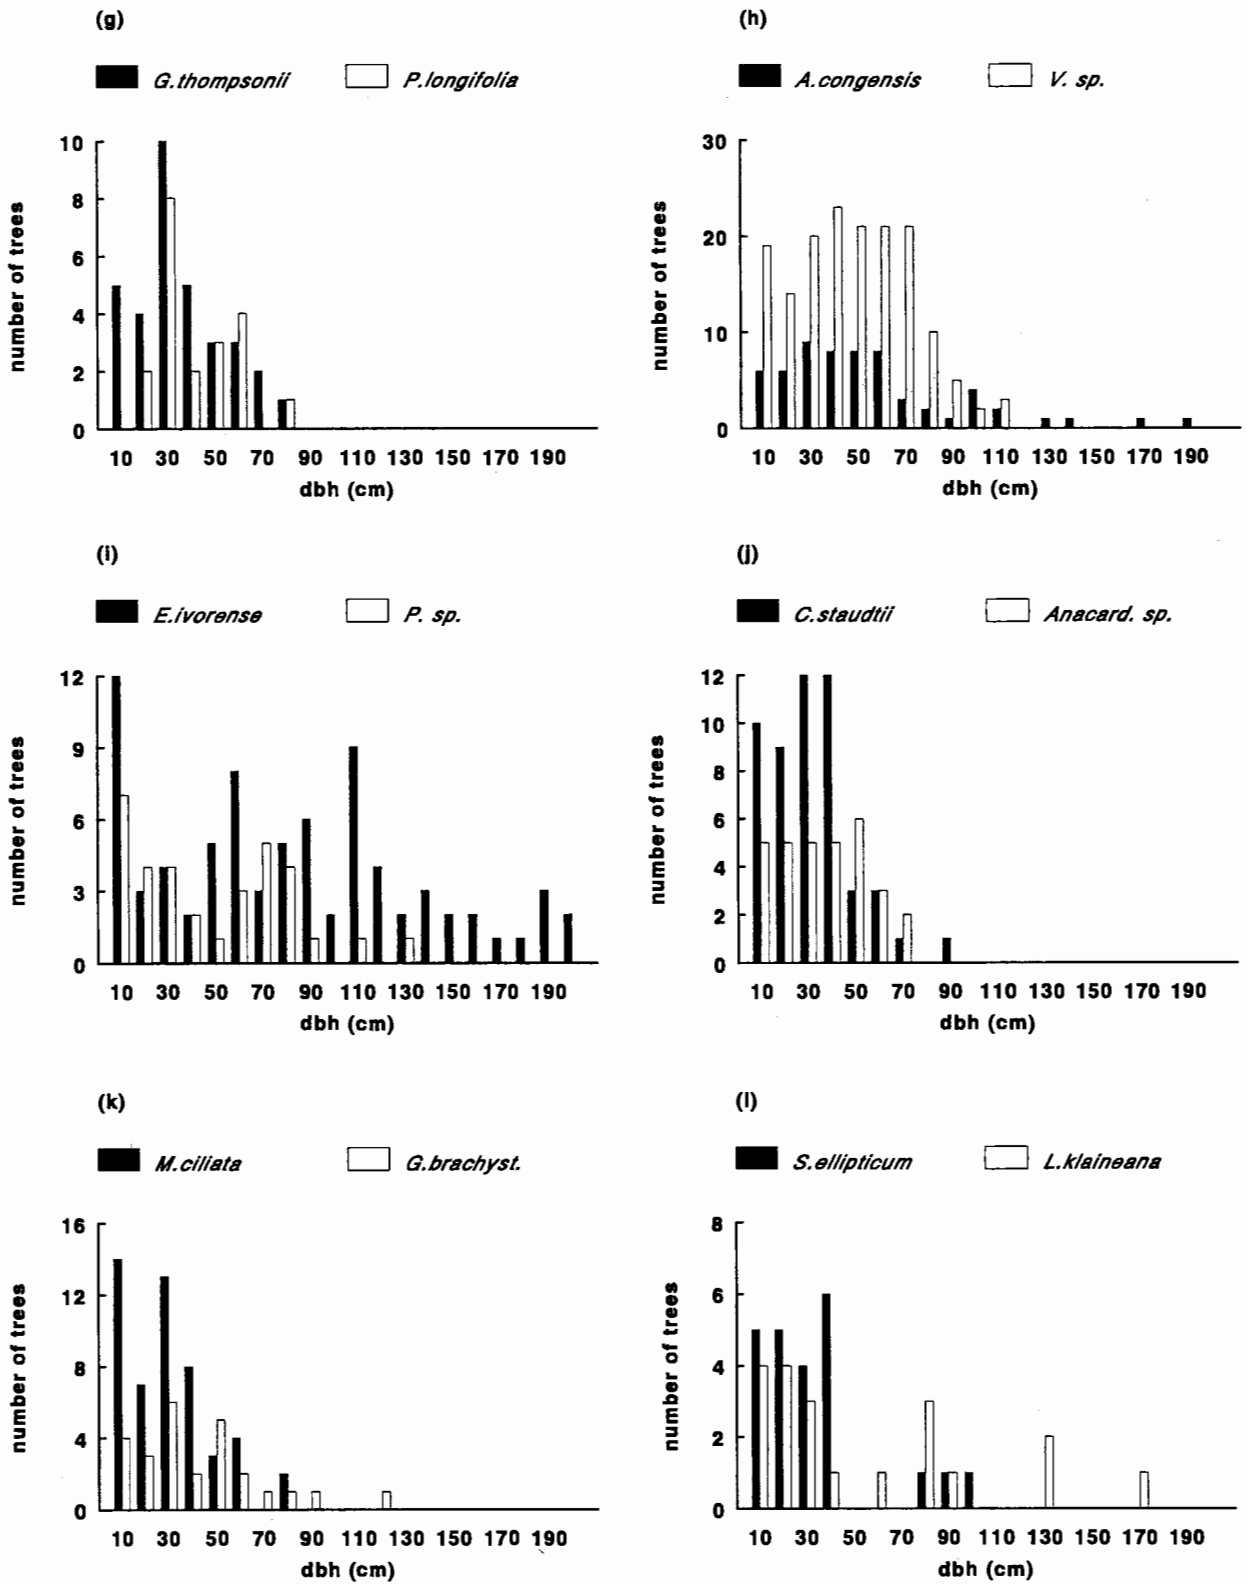 (g)
G.thompsonii P.longifolia
10
8
6
4
2
0
number of trees
10 30 50 70 90 110 130 150 170 190
dbh (cm)
(h)
A.congensis V. sp.
30
20
10
0
number of trees
10 30 50 70 90 110 130 150 170 190
dbh (cm)
(i)
E.ivorense P. sp.
12
9
6
3
0
number of trees
10 30 50 70 90 110 130 150 170 190
dbh (cm)
(j)
C.staudtii Anacard. sp.
12
10
8
6
4
2
0
number of trees
10 30 50 70 90 110 130 150 170 190
dbh (cm)
(k)
M.ciliata G.brachyst.
16
12
8
4
0
number of trees
10 30 50 70 90 110 130 150 170 190
dbh (cm)
(l)
S.ellipticum L.klaineana
8
6
4
2
0
number of trees
10 30 50 70 90 110 130 150 170 190
dbh (cm)